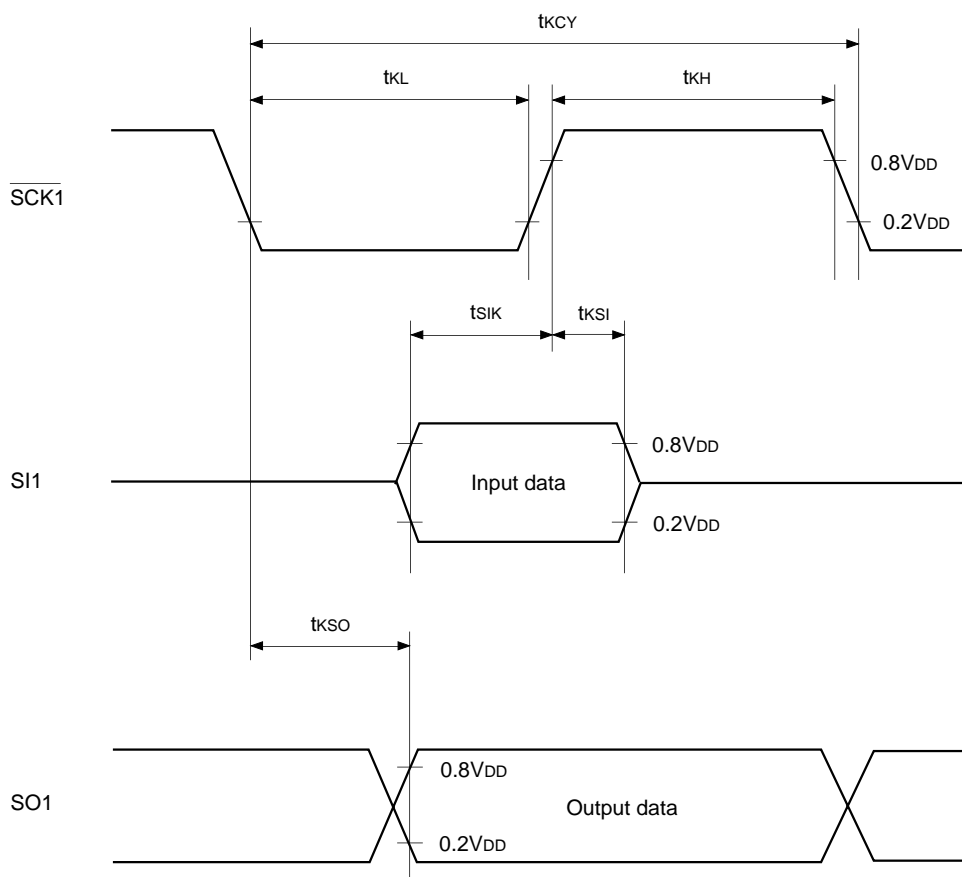 tKCY
tKL
tKH
SCK1
0.8VDD
0.2VDD
tSIK
tKSI
SI1
0.8VDD
Input data
0.2VDD
tKSO
SO1
0.8VDD
Output data
0.2VDD